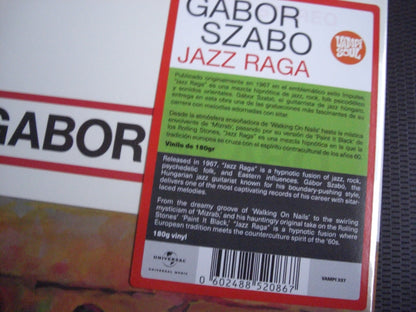 GABOR
SZABO
JAZZ RAGA
VAMPI
SOUL
Publicado originalmente en 1967 en el emblemático sello Impulse,
"Jazz Raga" es una mezcla hipnótica de jazz, rock, folk psicodélico
y sonidos orientales. Gábor Szabó, el guitarrista de jazz húngaro,
entrega en esta obra una de las grabaciones más fascinantes de su
carrera con melodías adornadas con sitar.
Desde la atmósfera ensoñadora de 'Walking On Nails' hasta la mística
envolvente de 'Mizrab', pasando por su versión de 'Paint It Black' de
los Rolling Stones, "Jazz Raga" es una mezcla hipnótica en la que la
tradición europea se cruza con el espíritu contracultural de los años 60.
Vinilo de 180gr
GABOR
Released in 1967, "Jazz Raga" is a hypnotic fusion of jazz, rock,
psychedelic folk, and Eastern influences. Gábor Szabó, the
Hungarian jazz guitarist known for his boundary-pushing style,
delivers one of the most captivating records of his career with sitar-
laced melodies.
From the dreamy groove of 'Walking On Nails' to the swirling
mysticism of 'Mizrab,' and his hauntingly original take on the Rolling
Stones' 'Paint It Black,' "Jazz Raga" is a hypnotic fusion where
European tradition meets the counterculture spirit of the '60s.
180g vinyl
UNIVERSAL
UNIVERSAL MUSIC
0 602488 520867
VAMPI 327